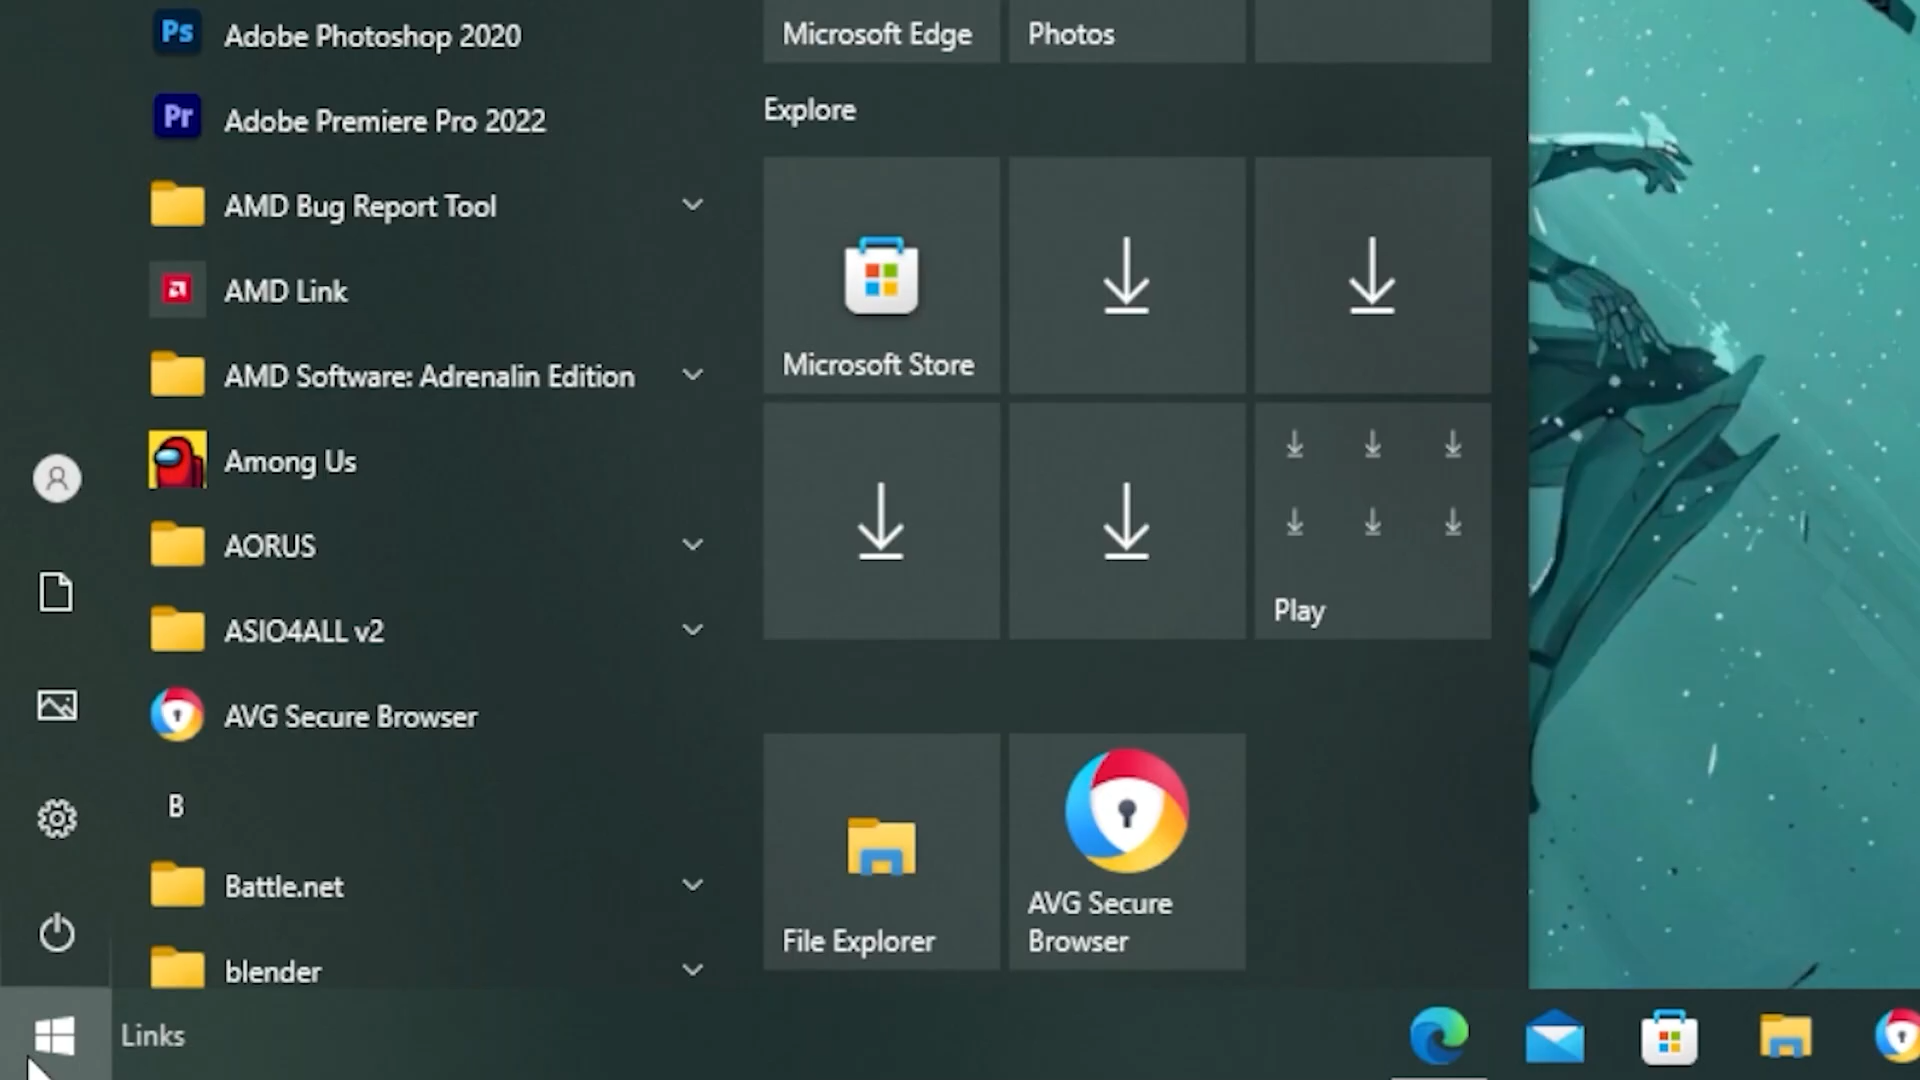 Ps Adobe Photoshop 2020
Pr Adobe Premiere Pro 2022
AMD Bug Report Tool
AMD Link
AMD Software: Adrenalin Edition
Among Us
AORUS
ASIO4ALL v2
AVG Secure Browser
B
Battle.net
blender
Microsoft Edge
Photos
Explore
Microsoft Store
Play
File Explorer
AVG Secure
Browser
Links